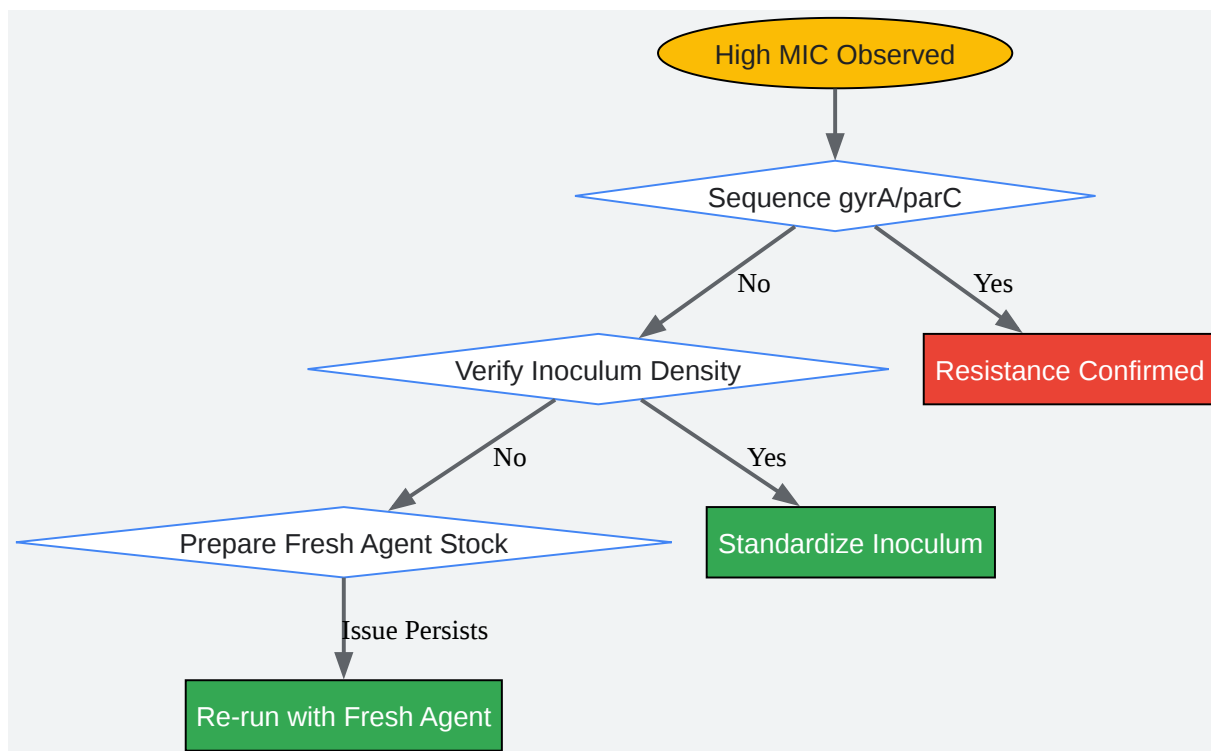 High MIC Observed
Sequence gyrA/parC
No
Yes
Verify Inoculum Density
Resistance Confirmed
No
Yes
Prepare Fresh Agent Stock
Standardize Inoculum
Issue Persists
Re-run with Fresh Agent